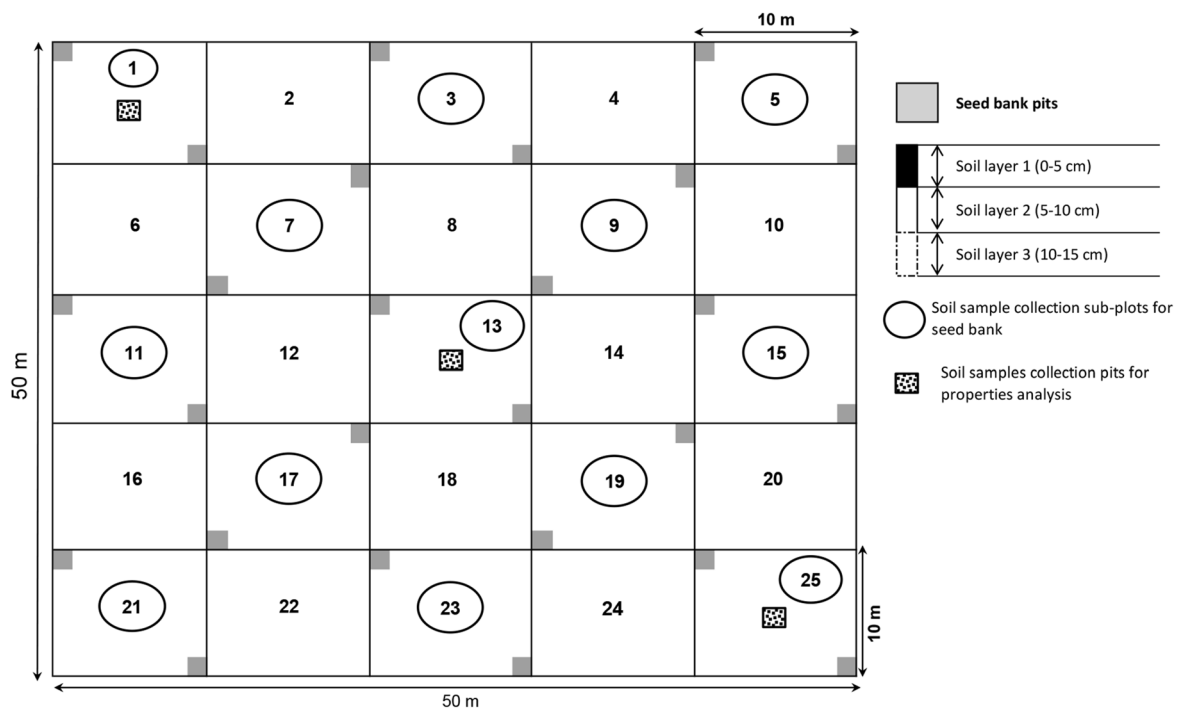 10 m
1
2
3
4
5
6
7
8
9
10
11
12
13
14
15
16
17
18
19
20
21
22
23
24
25
50 m
10 m
50 m
Seed bank pits
Soil layer 1 (0-5 cm)
Soil layer 2 (5-10 cm)
Soil layer 3 (10-15 cm)
Soil sample collection sub-plots for
seed bank
Soil samples collection pits for
properties analysis